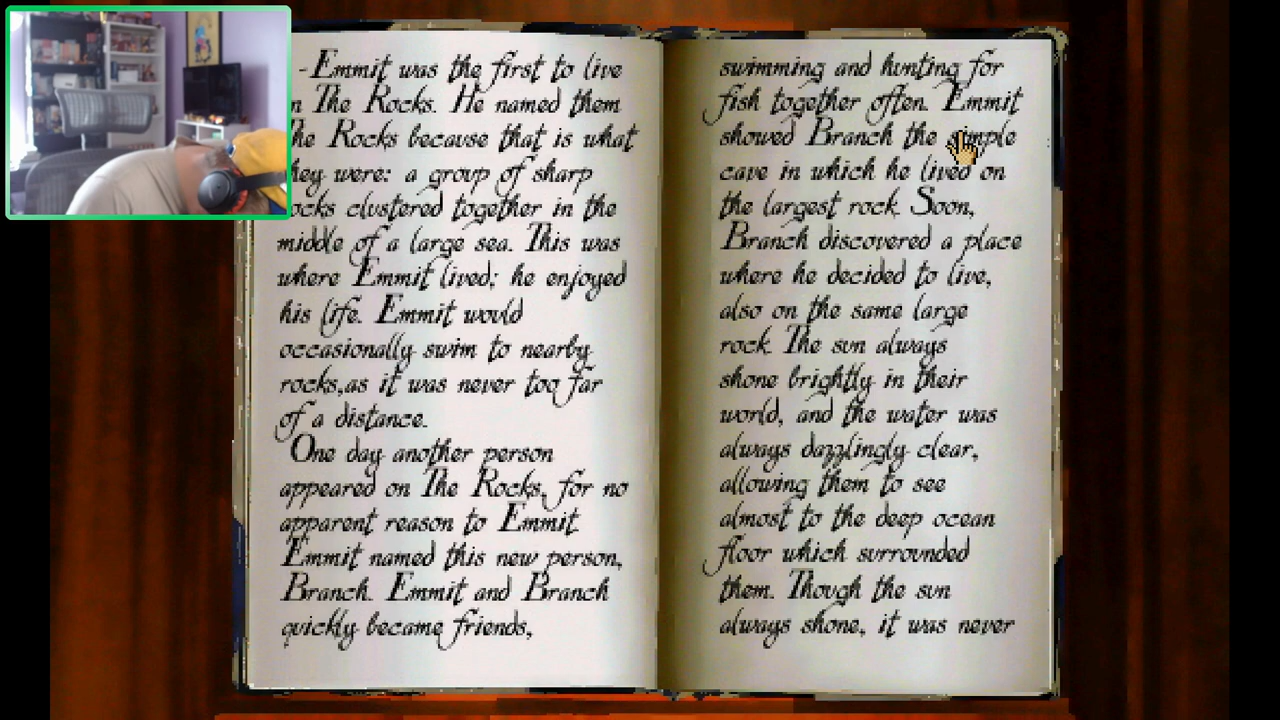 -Emmit was the first to live
n The Rocks. He named them
he Rocks because that is what
hey were: a group of sharp
ocks clustered together in the
middle of a large sea. This was
where Emmit lived; he enjoyed
his life. Emmit would
occasionally swim to nearby
rocks,as it was never too far
of a distance.
One day another person
appeared on The Rocks, for no
apparent reason to Emmit.
Emmit named this new person,
Branch. Emmit and Branch
quickly became friends,
swimming and hunting for
fish together often. Emmit
showed Branch the simple
cave in which he lived on
the largest rock. Soon,
Branch discovered a place
where he decided to live,
also on the same large
rock. The sun always
shone brightly in their
world, and the water was
always dazzlingly clear,
allowing them to see
almost to the deep ocean
floor which surrounded
them. Though the sun
always shone, it was never